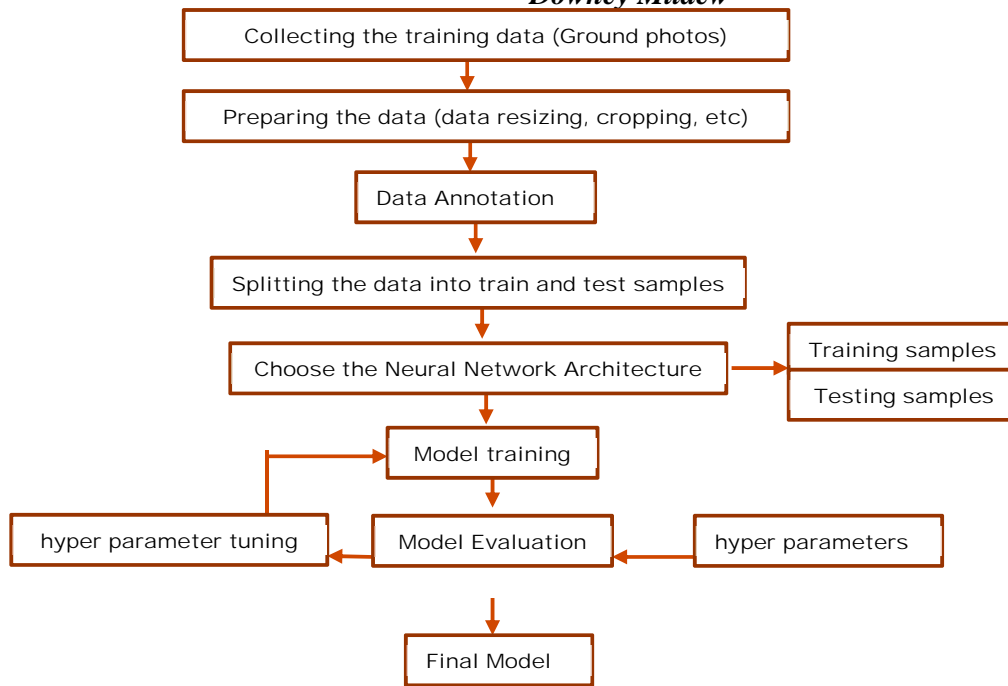 Downey Mildew
Collecting the training data (Ground photos)
Preparing the data (data resizing, cropping, etc)
Data Annotation
Splitting the data into train and test samples
Choose the Neural Network Architecture
Training samples
Testing samples
Model training
hyper parameter tuning
Model Evaluation
hyper parameters
Final Model